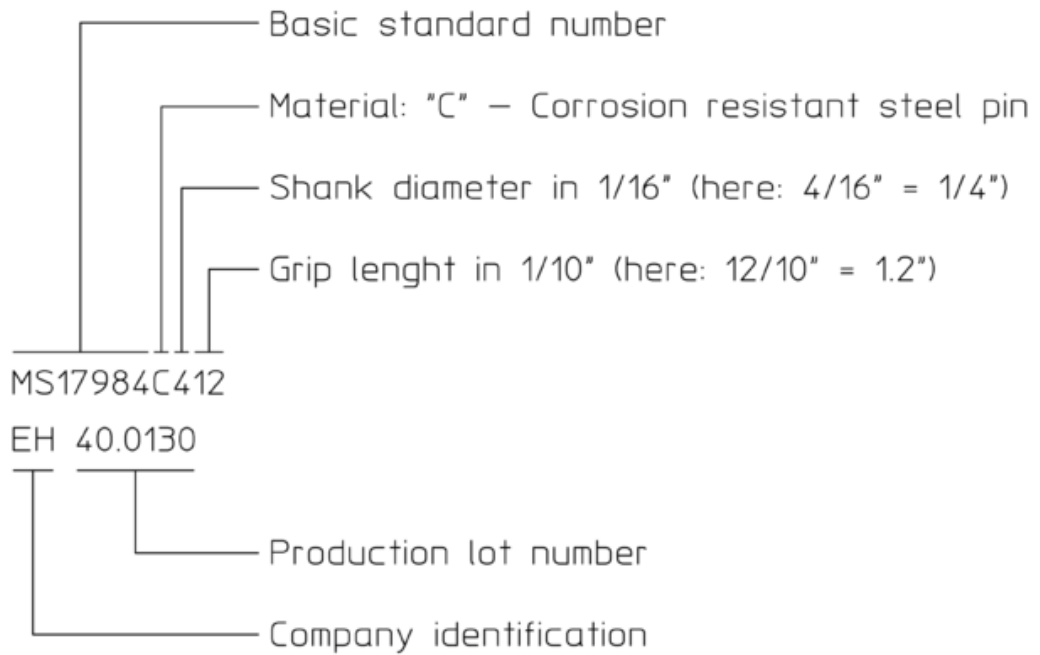 Basic standard number
Material: "C" – Corrosion resistant steel pin
Shank diameter in 1/16" (here: 4/16" = 1/4")
Grip lenght in 1/10" (here: 12/10" = 1.2")
MS17984C412
EH 40.0130
Production lot number
Company identification